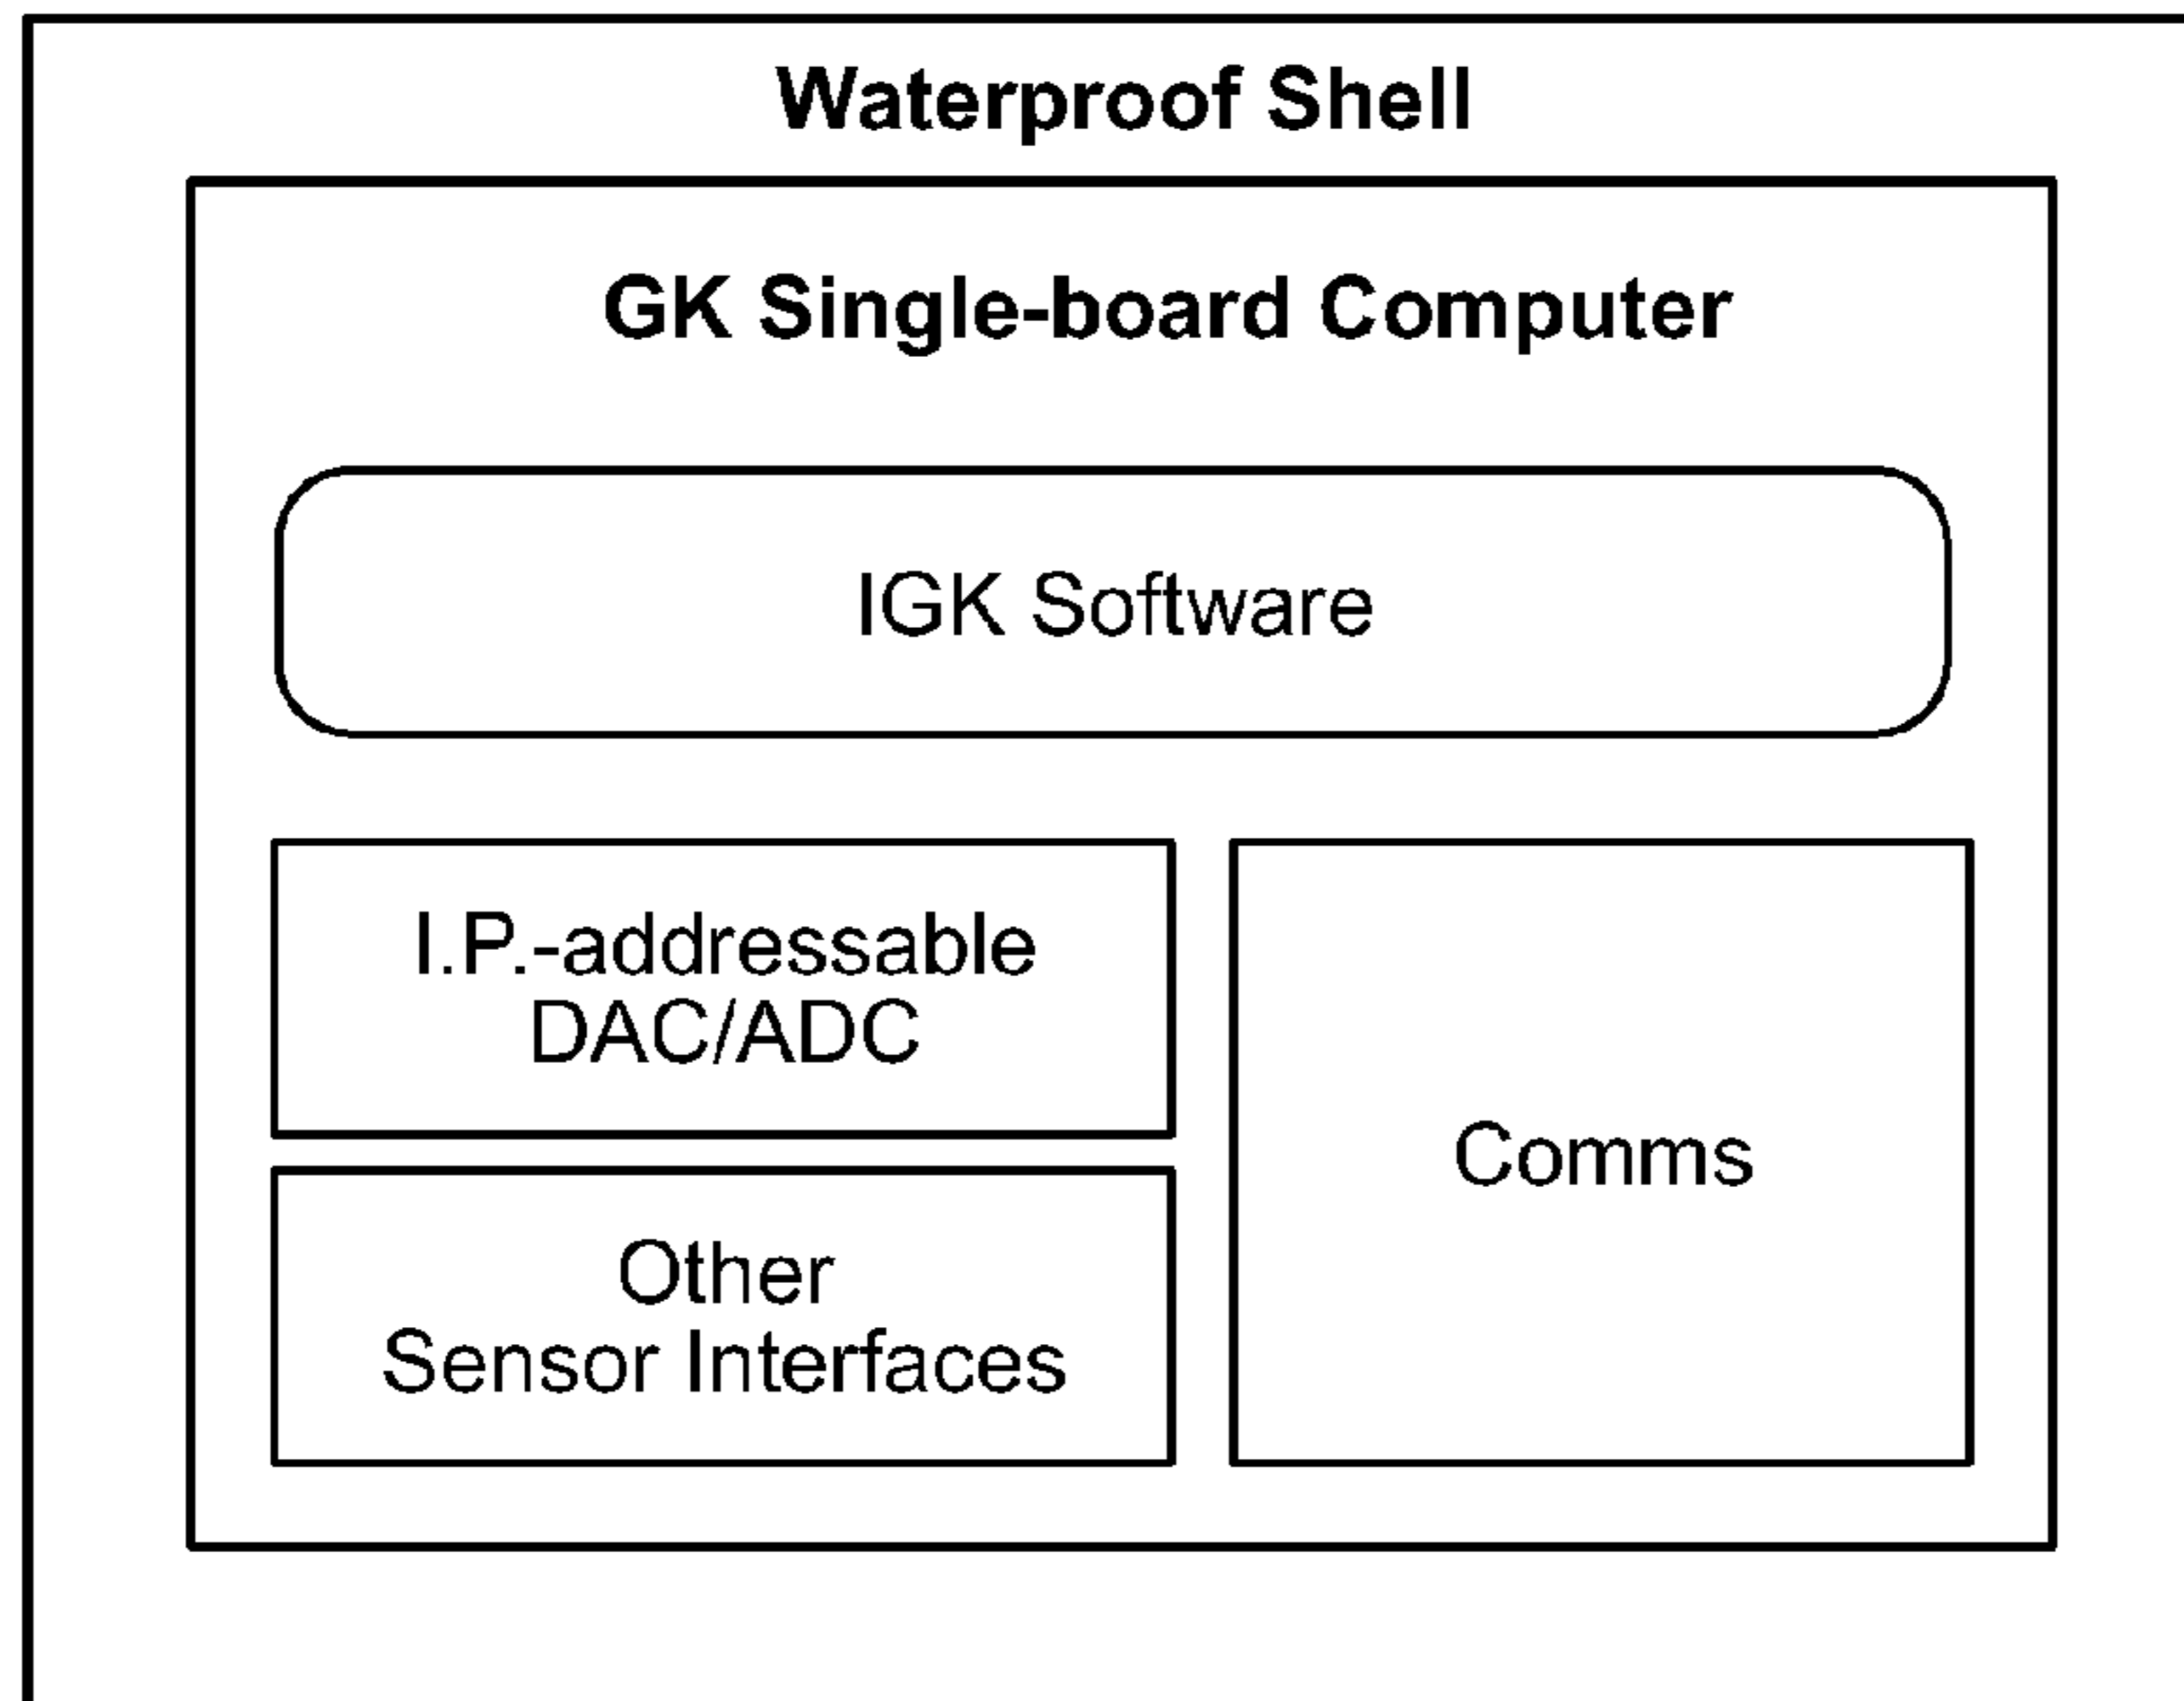 Waterproof Shell
GK Single-board Computer
IGK Software
I.P.-addressable
DAC/ADC
Other
Sensor Interfaces
Comms